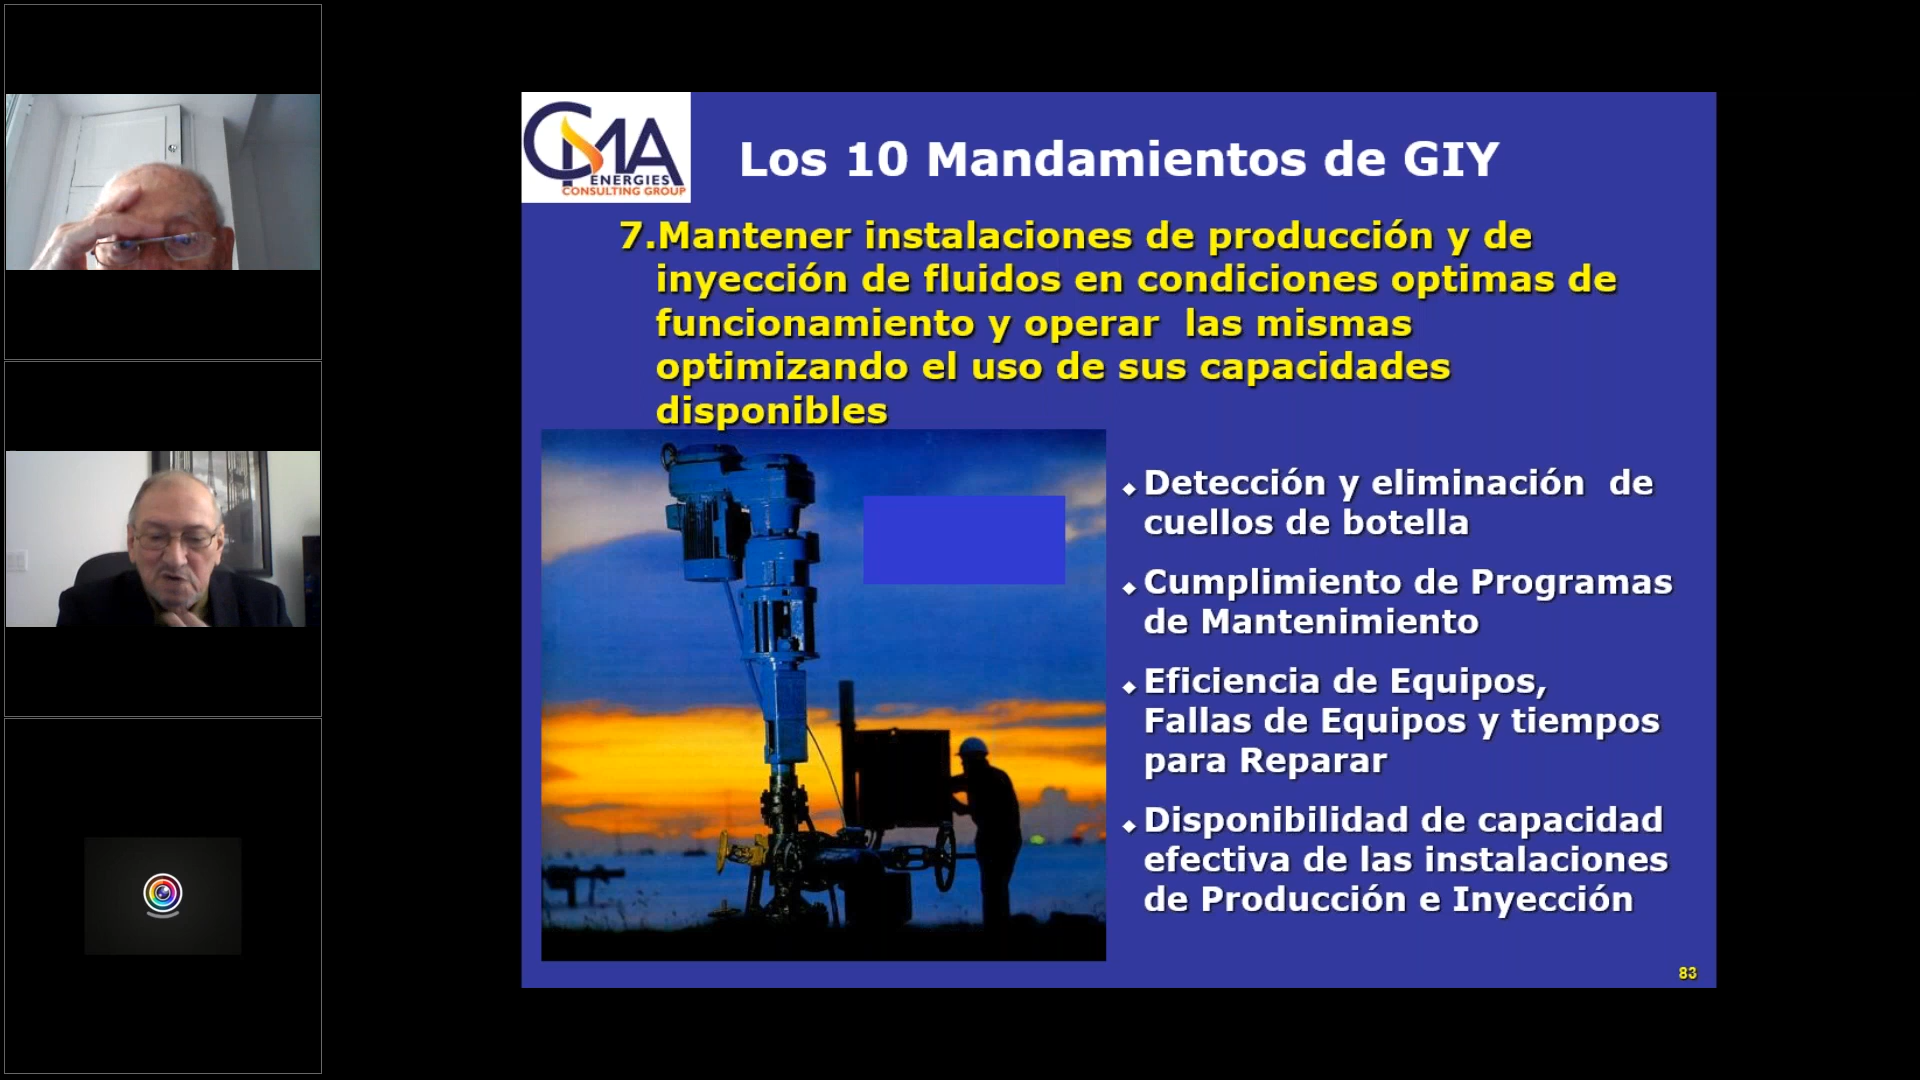 CMA
ENERGIES
CONSULTING GROUP
Los 10 Mandamientos de GIY
7.Mantener instalaciones de producción y de
inyección de fluidos en condiciones optimas de
funcionamiento y operar  las mismas
optimizando el uso de sus capacidades
disponibles
Detección y eliminación  de
cuellos de botella
Cumplimiento de Programas
de Mantenimiento
Eficiencia de Equipos,
Fallas de Equipos y tiempos
para Reparar
Disponibilidad de capacidad
efectiva de las instalaciones
de Producción e Inyección
83